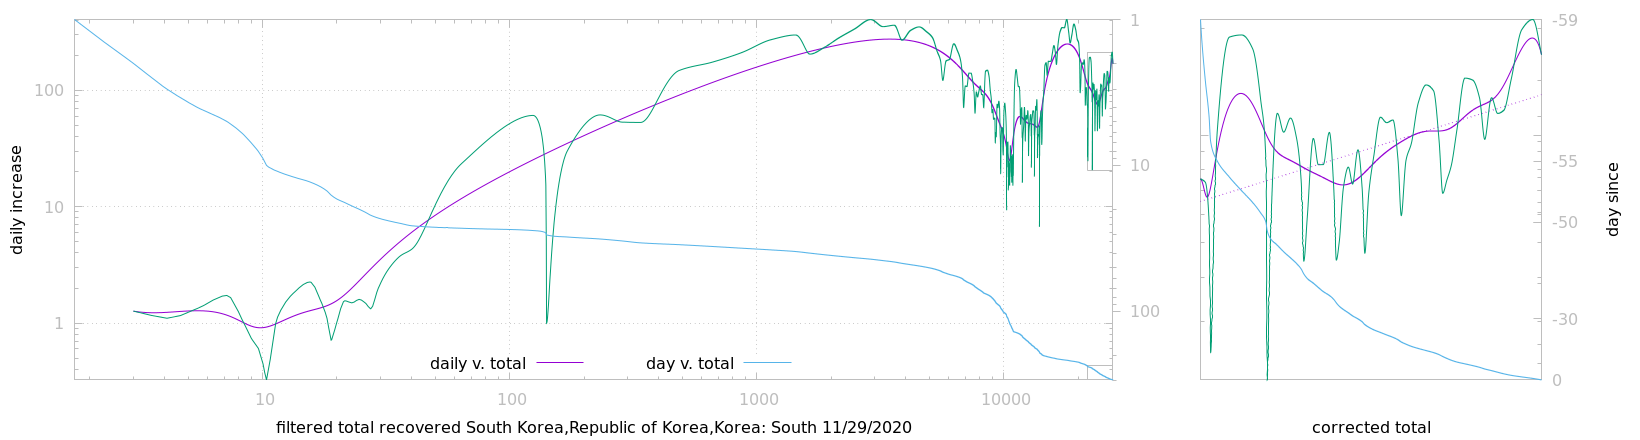 1
-59
100
10
-55
10
-50
daily increase
day since
100
-30
1
daily v. total
day v. total
0
10
100
1000
10000
filtered total recovered South Korea,Republic of Korea,Korea: South 11/29/2020
corrected total